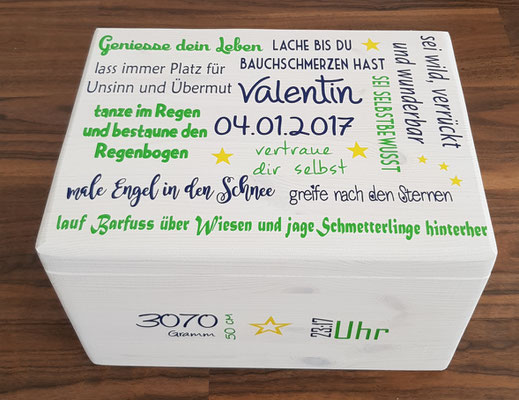 Geniesse dein Leben
LACHE BIS DU
BAUCHSCHMERZEN HAST
sei wild, verrückt
und wunderbar
lass immer Platz für
Unsinn und Übermut
Valentin
SEI SELBSTBEWUSST
tanze im Regen
und bestaune den
Regenbogen
04.01.2017
vertraue
dir selbst
male Engel in den Schnee
greife nach den Sternen
lauf Barfuss über Wiesen und jage Schmetterlinge hinterher
3070
Gramm
50 cm
Uhr